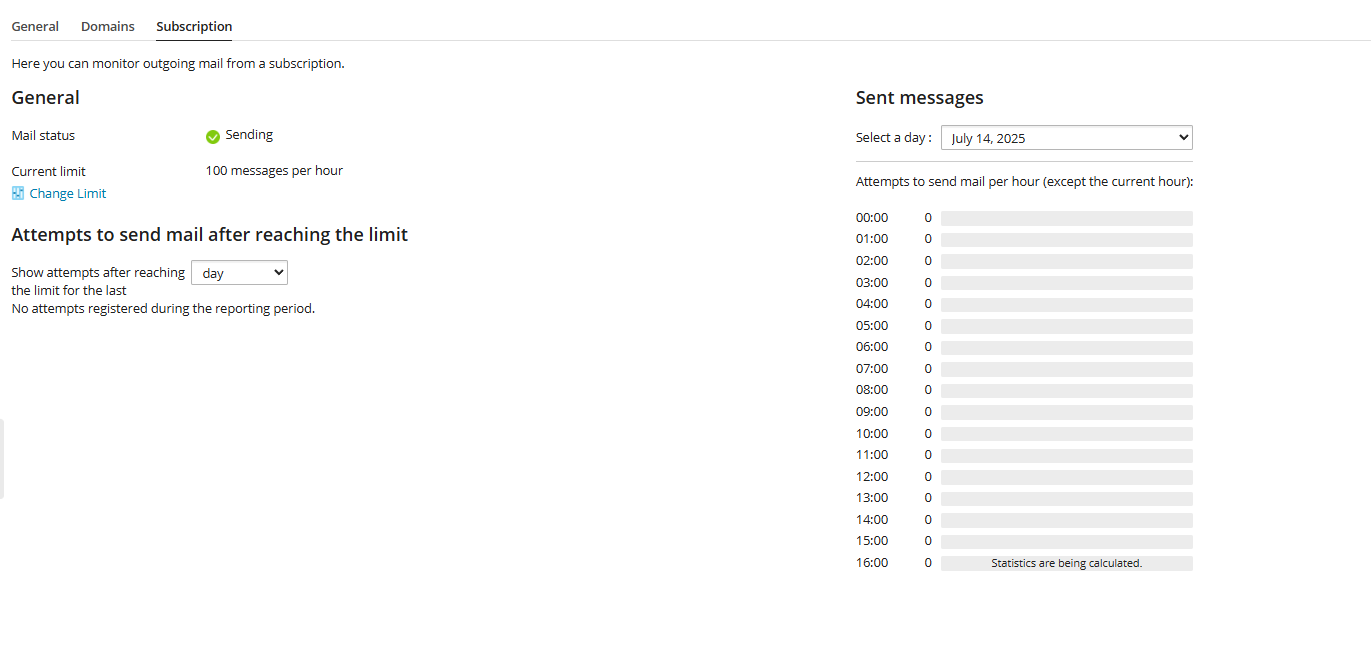 General Domains Subscription
Here you can monitor outgoing mail from a subscription.
General
Mail status Sending
Current limit 100 messages per hour
Change Limit
Attempts to send mail after reaching the limit
Show attempts after reaching day
the limit for the last
No attempts registered during the reporting period.
Sent messages
Select a day : July 14, 2025
Attempts to send mail per hour (except the current hour):
00:00 0
01:00 0
02:00 0
03:00 0
04:00 0
05:00 0
06:00 0
07:00 0
08:00 0
09:00 0
10:00 0
11:00 0
12:00 0
13:00 0
14:00 0
15:00 0
16:00 0 Statistics are being calculated.